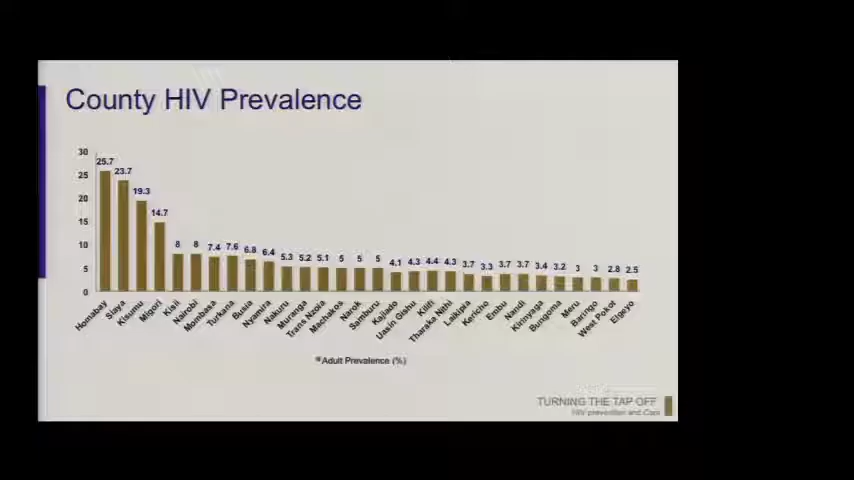 County HIV Prevalence
30
25
20
15
10
5
0
25.7
23.7
19.3
14.7
8
8
7.4
7.6
6.8
6.4
5.3
5.2
5.1
5
5
5
4.1
4.3
4.4
4.3
3.7
3.3
3.7
3.7
3.4
3.2
3
3
2.8
2.5
Homabay
Siaya
Kisumu
Migori
Kisii
Nairobi
Mombasa
Turkana
Busia
Nyamira
Nakuru
Muranga
Trans Nzoia
Machakos
Narok
Samburu
Kajiado
Uasin Gishu
Kilifi
Tharaka Nithi
Laikipia
Kericho
Embu
Nandi
Kirinyaga
Bungoma
Meru
Baringo
West Pokot
Elgeyo
Adult Prevalence (%)
TURNING THE TAP OFF
HIV prevention and Care